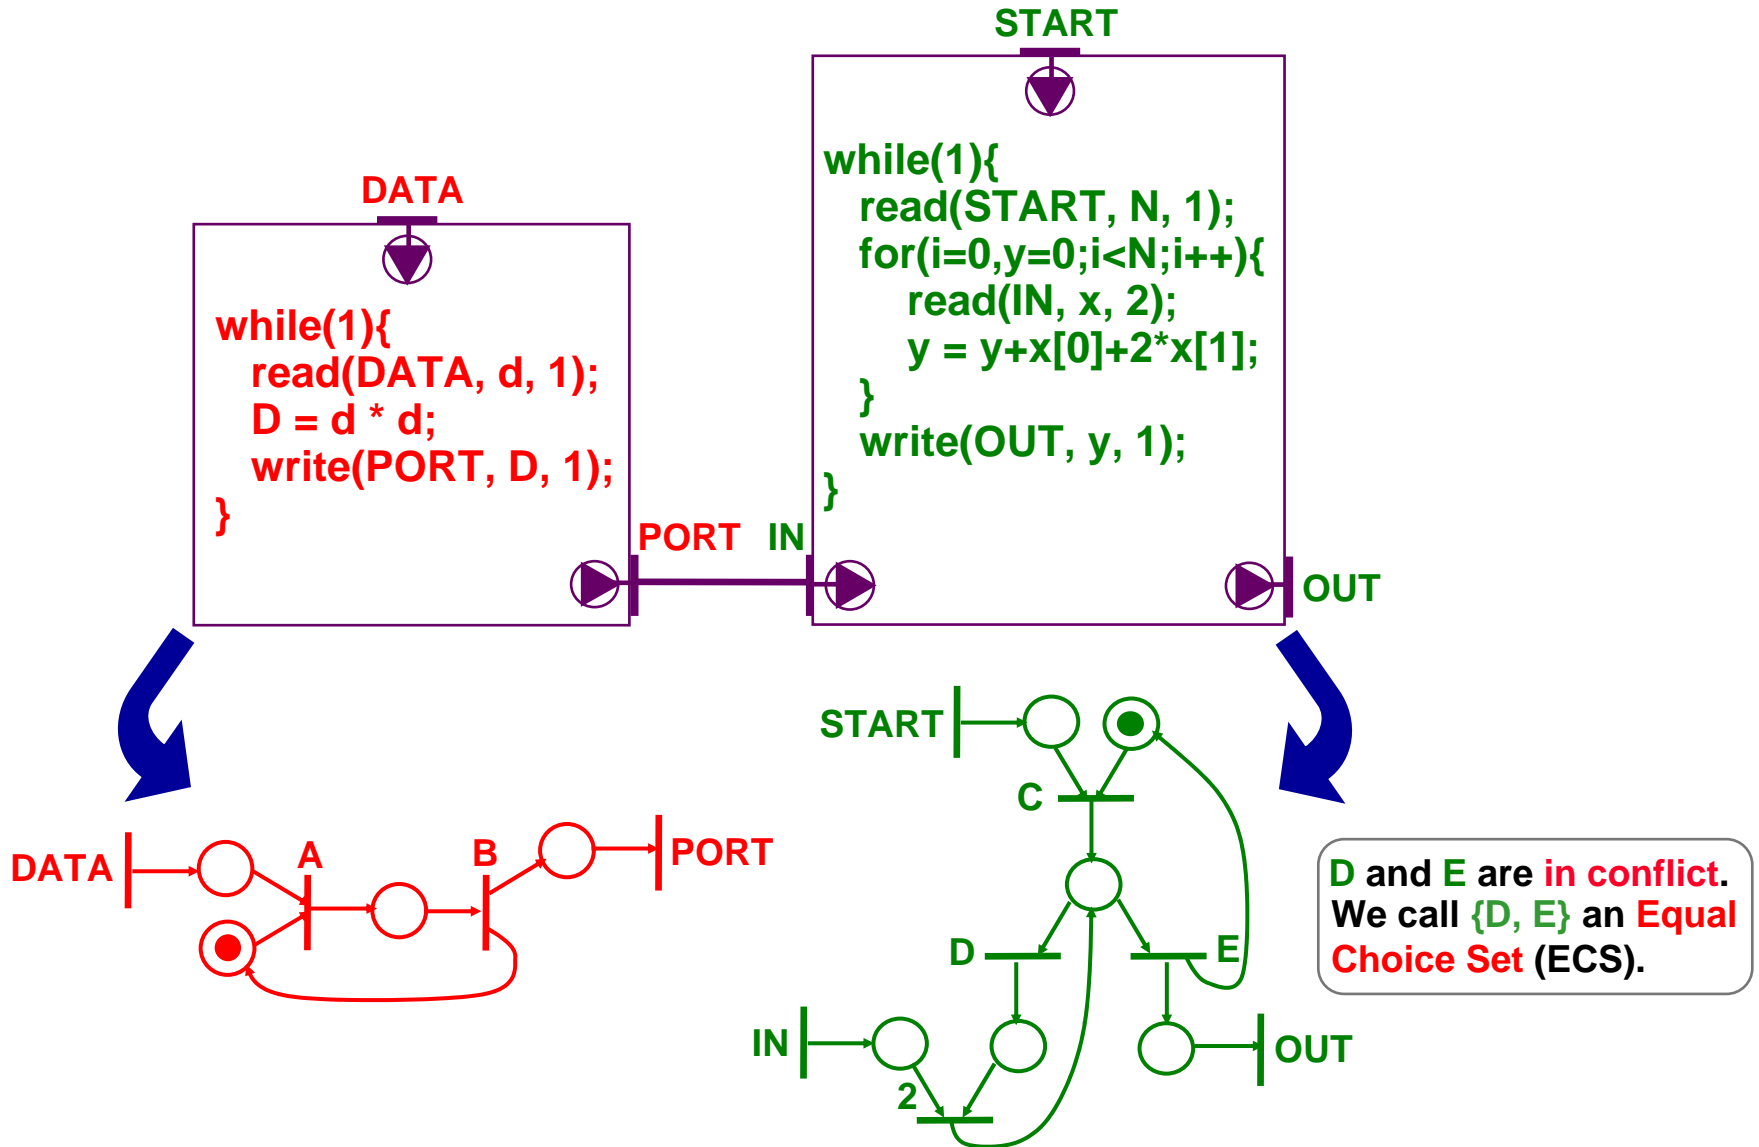 START
while(1){
read(START, N, 1);
for(i=0,y=0;i<N;i++){
read(IN, x, 2);
y = y+x[0]+2*x[1];
}
write(OUT, y, 1);
}
DATA
while(1){
read(DATA, d, 1);
D = d * d;
write(PORT, D, 1);
}
PORT
IN
OUT
START
C
D
E
IN
2
OUT
DATA
A
B
PORT
D and E are in conflict.
We call {D, E} an Equal
Choice Set (ECS).